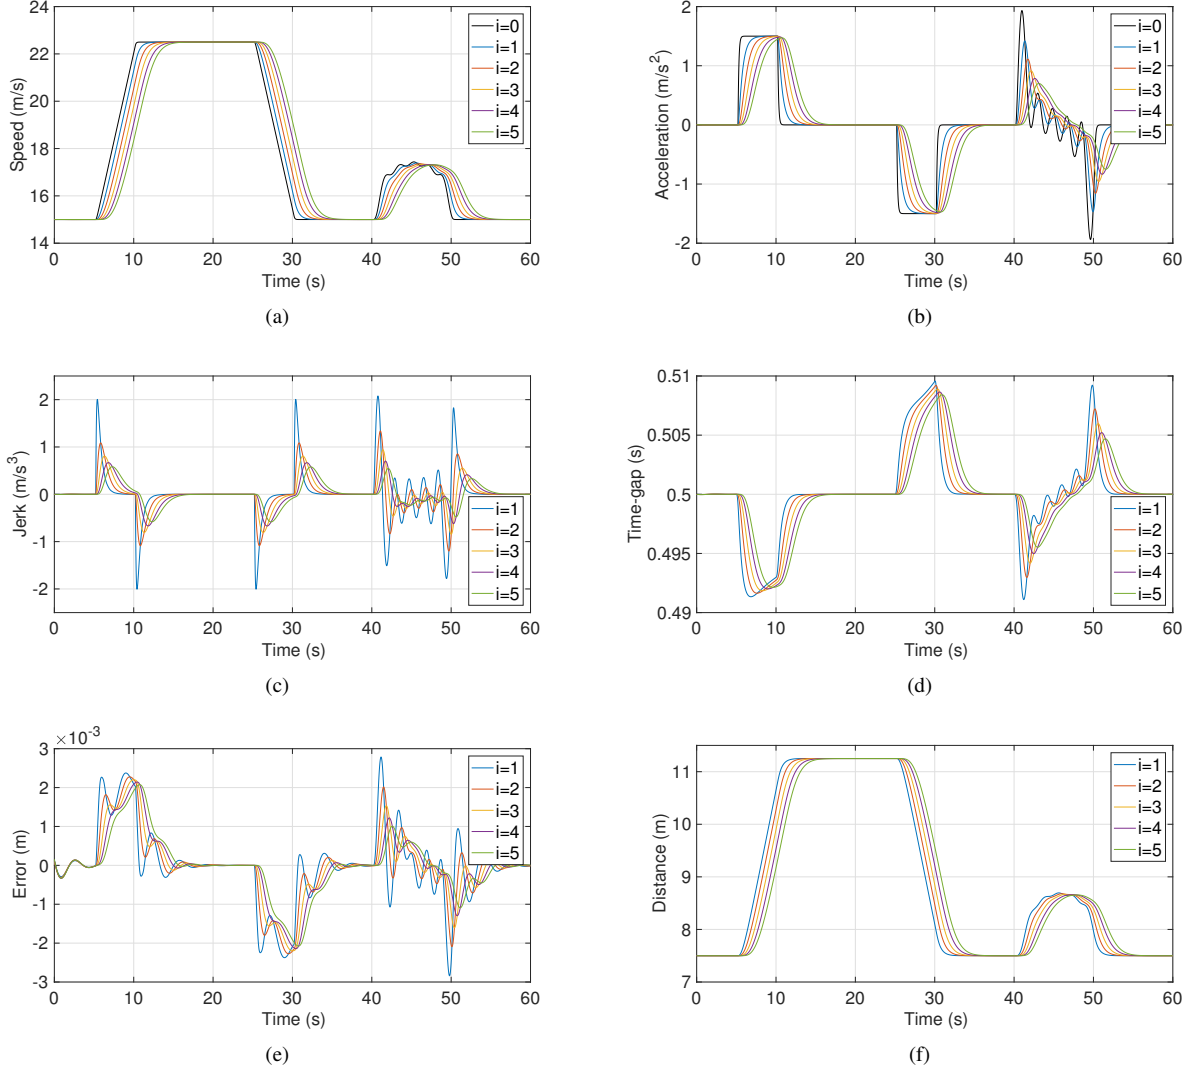 24
22
20
18
16
14
Speed (m/s)
0
10
20
30
40
50
60
Time (s)
i=0
i=1
i=2
i=3
i=4
i=5
(a)
2
1
0
-1
-2
Acceleration (m/s²)
0
10
20
30
40
50
60
Time (s)
i=0
i=1
i=2
i=3
i=4
i=5
(b)
2
1
0
-1
-2
Jerk (m/s³)
0
10
20
30
40
50
60
Time (s)
i=1
i=2
i=3
i=4
i=5
(c)
0.51
0.505
0.5
0.495
0.49
Time-gap (s)
0
10
20
30
40
50
60
Time (s)
i=1
i=2
i=3
i=4
i=5
(d)
×10⁻³
3
2
1
0
-1
-2
-3
Error (m)
0
10
20
30
40
50
60
Time (s)
i=1
i=2
i=3
i=4
i=5
(e)
11
10
9
8
7
Distance (m)
0
10
20
30
40
50
60
Time (s)
i=1
i=2
i=3
i=4
i=5
(f)